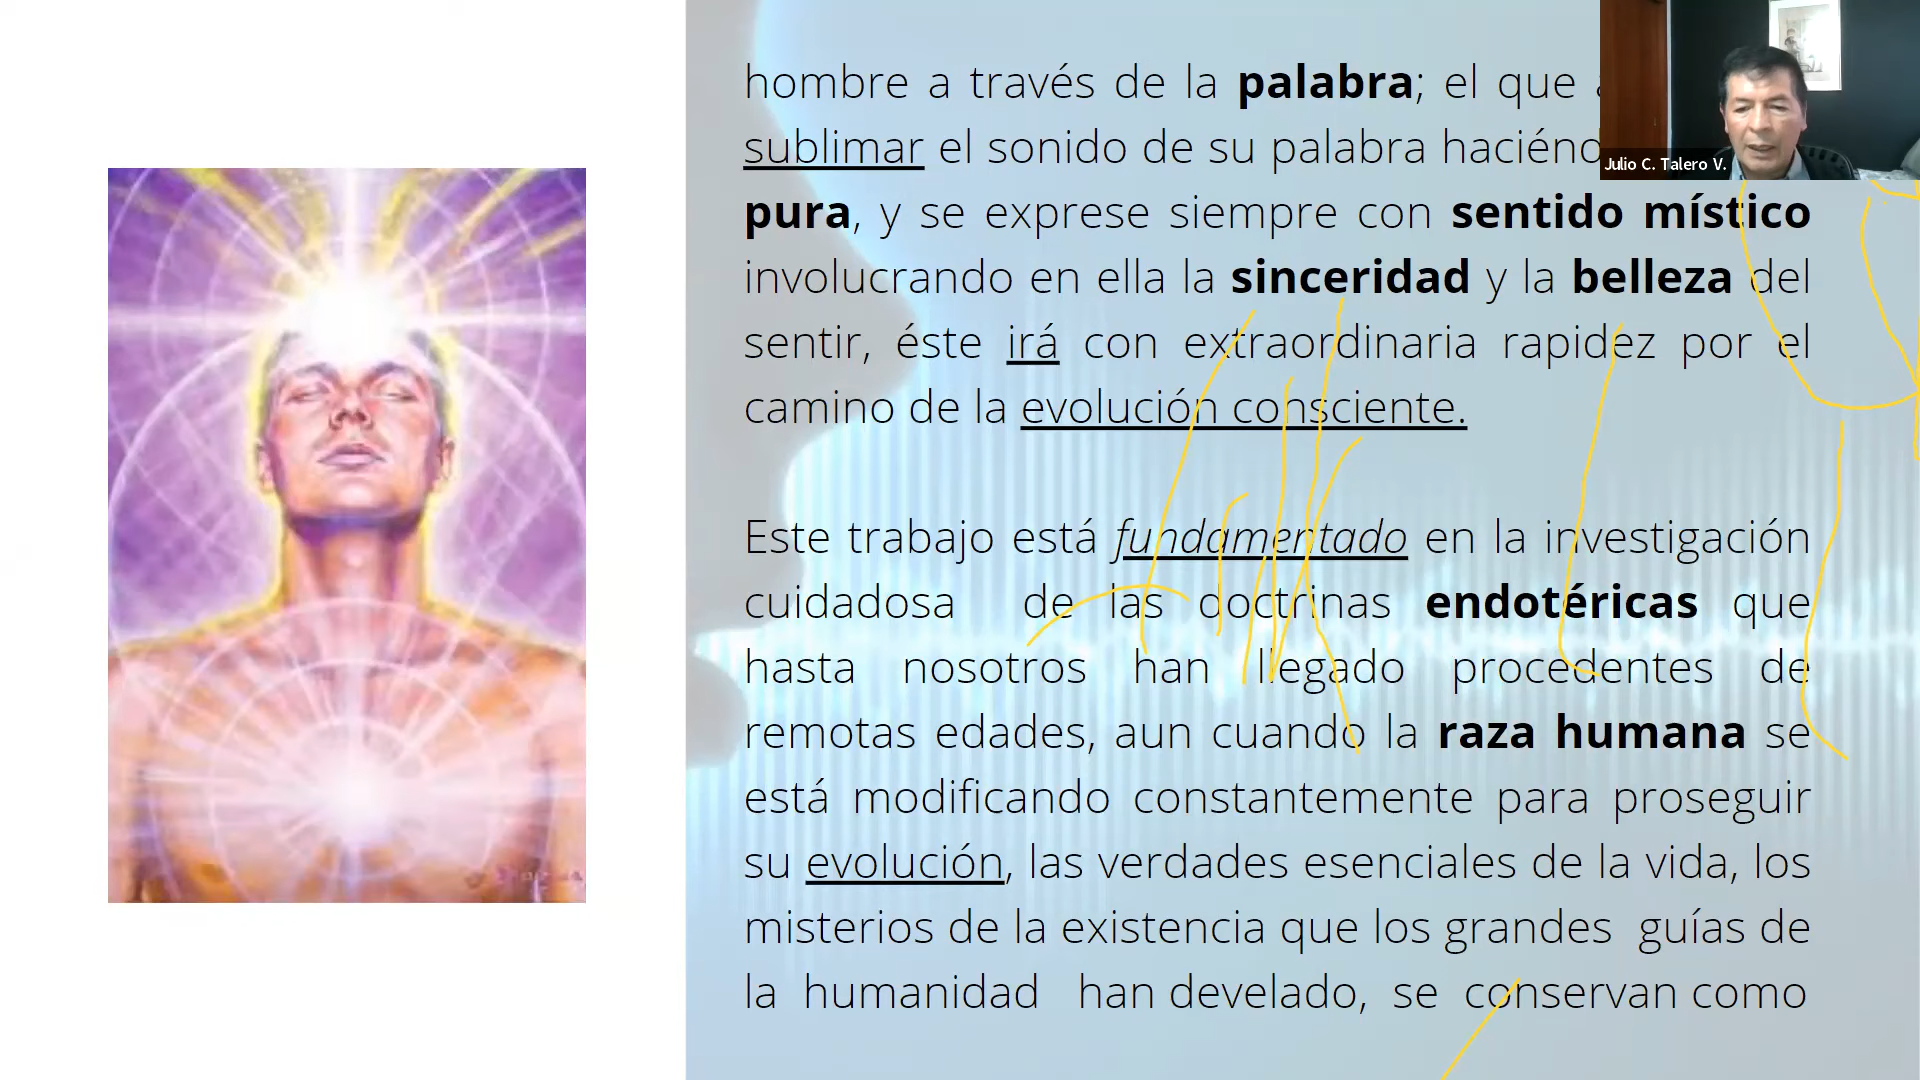 hombre a través de la palabra; el que
sublimar el sonido de su palabra
pura, y se exprese siempre con sentido místico
involucrando en ella la sinceridad y la belleza del
sentir, éste irá con extraordinaria rapidez por el
camino de la evolución consciente.
Este trabajo está fundamentado en la investigación
cuidadosa de las doctrinas endotéricas que
hasta nosotros han llegado procedentes de
remotas edades, aun cuando la raza humana se
está modificando constantemente para proseguir
su evolución, las verdades esenciales de la vida, los
misterios de la existencia que los grandes guías de
la humanidad han develado, se conservan como
Julio C. Talero V.